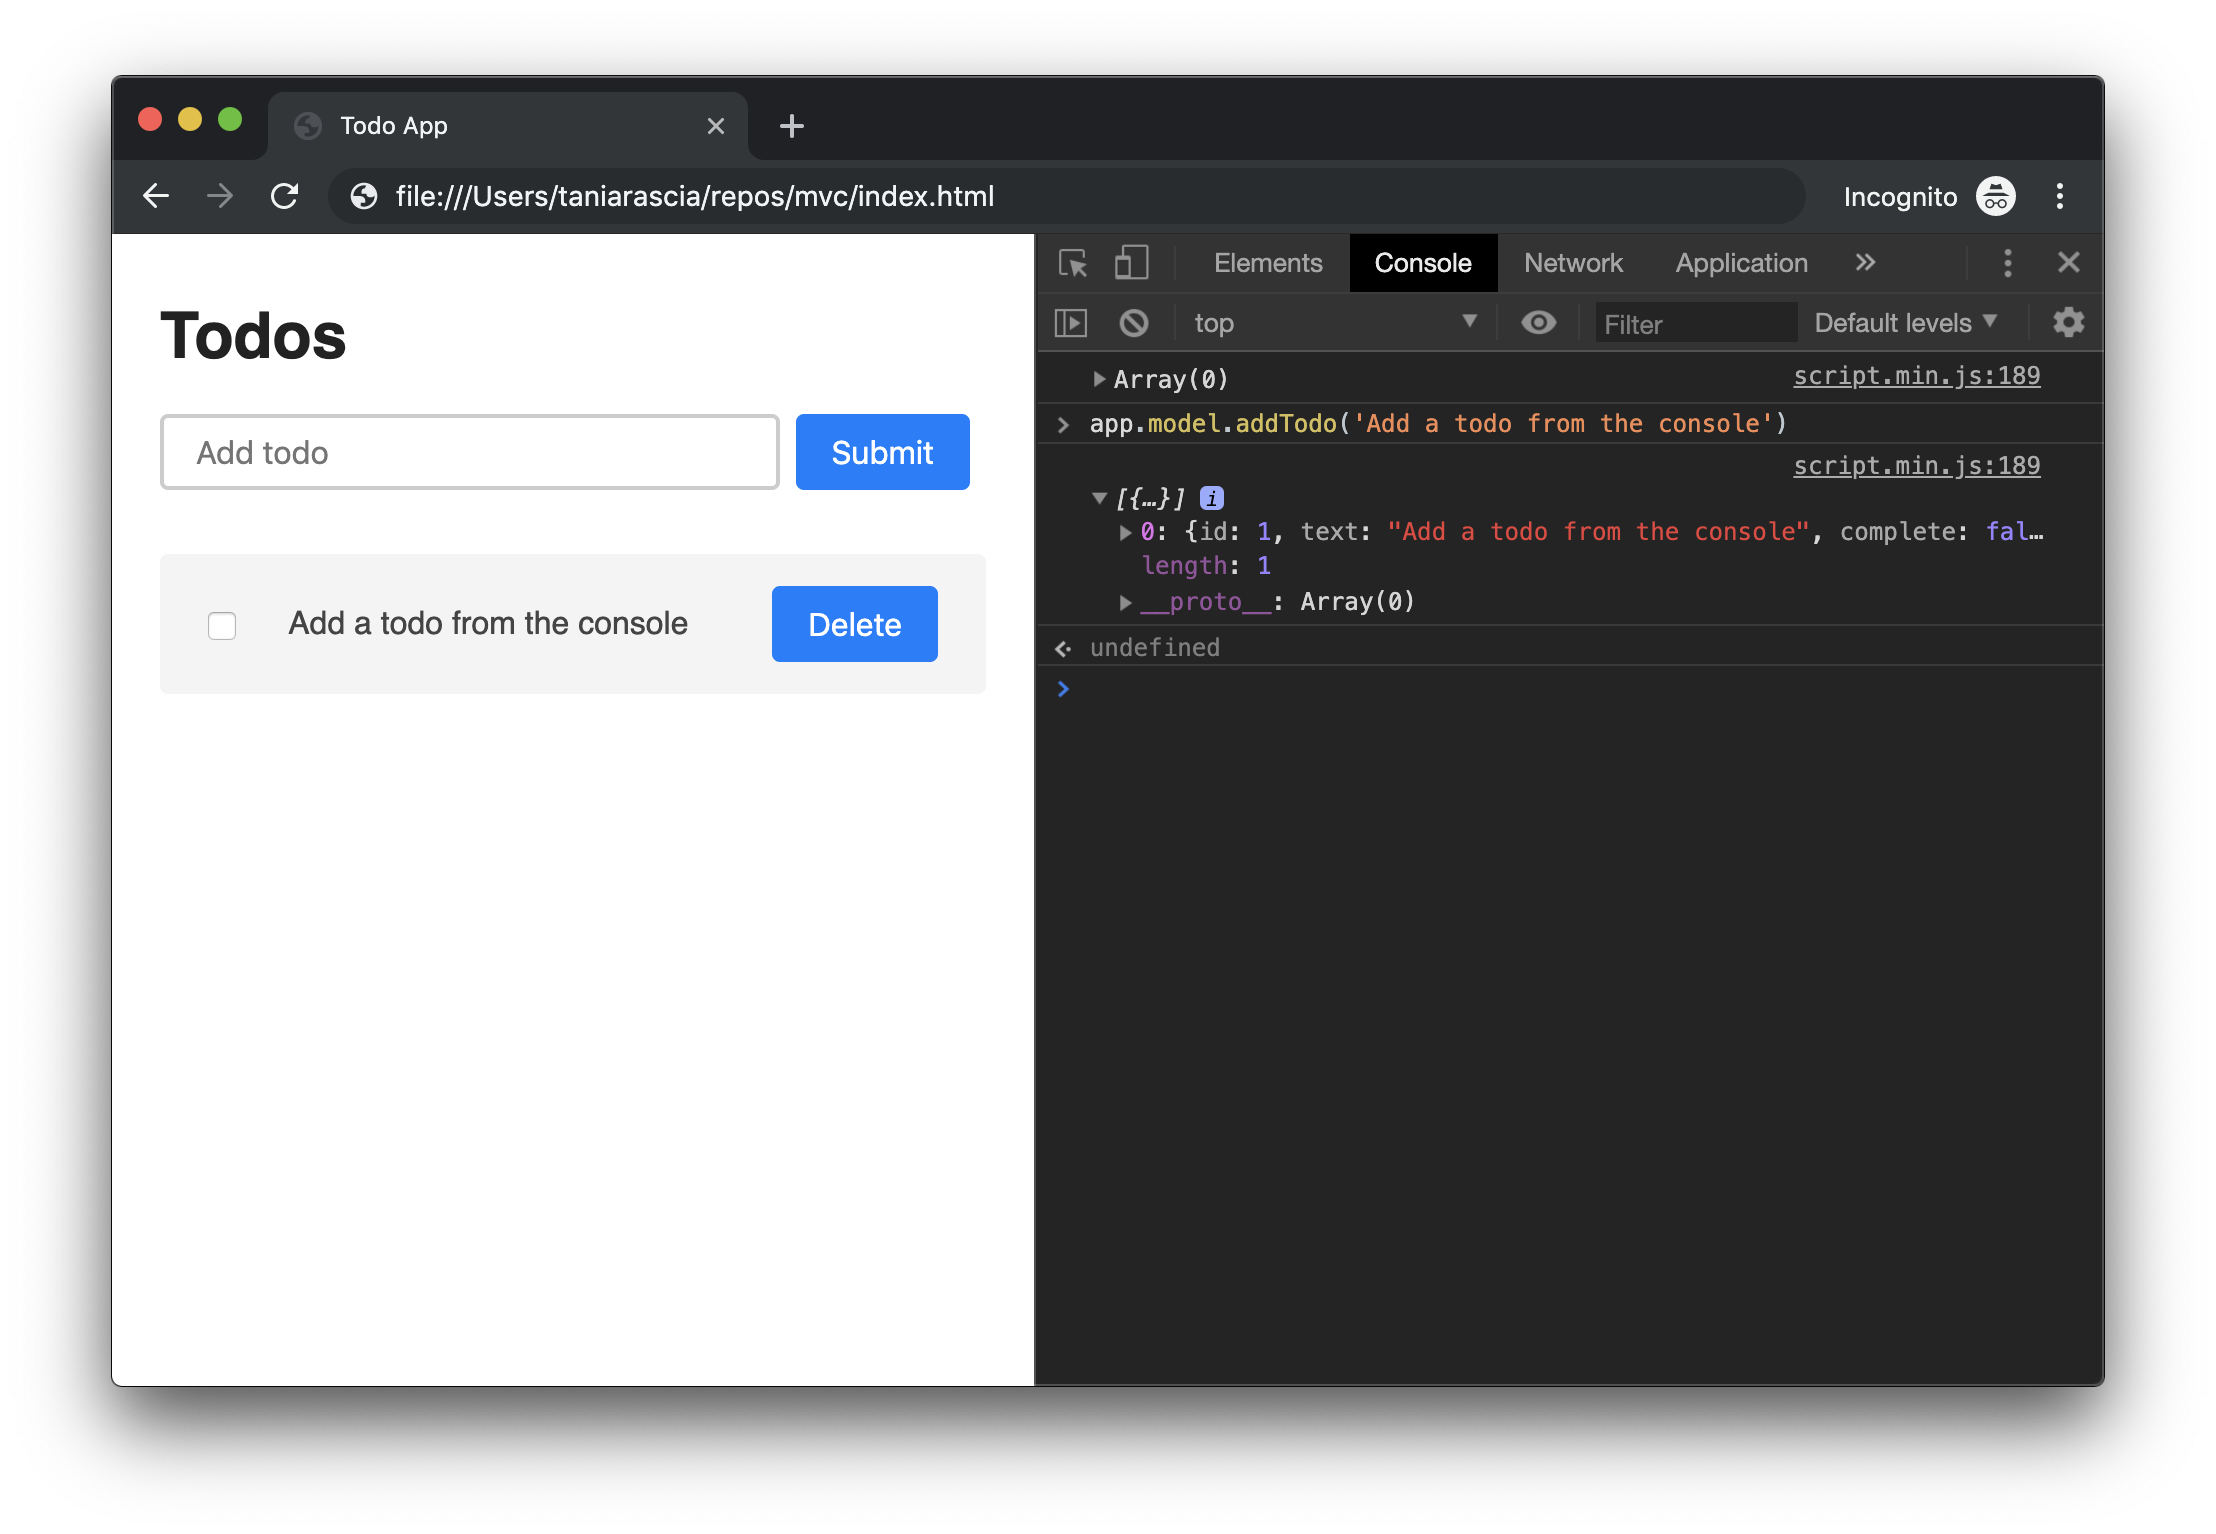 Todo App
file:///Users/taniarascia/repos/mvc/index.html
Incognito
Todos
Add todo
Submit
Add a todo from the console
Delete
Elements
Console
Network
Application
top
Filter
Default levels
Array(0)
script.min.js:189
app.model.addTodo('Add a todo from the console')
script.min.js:189
[{…}] i
0: {id: 1, text: "Add a todo from the console", complete: fal…
length: 1
__proto__: Array(0)
undefined